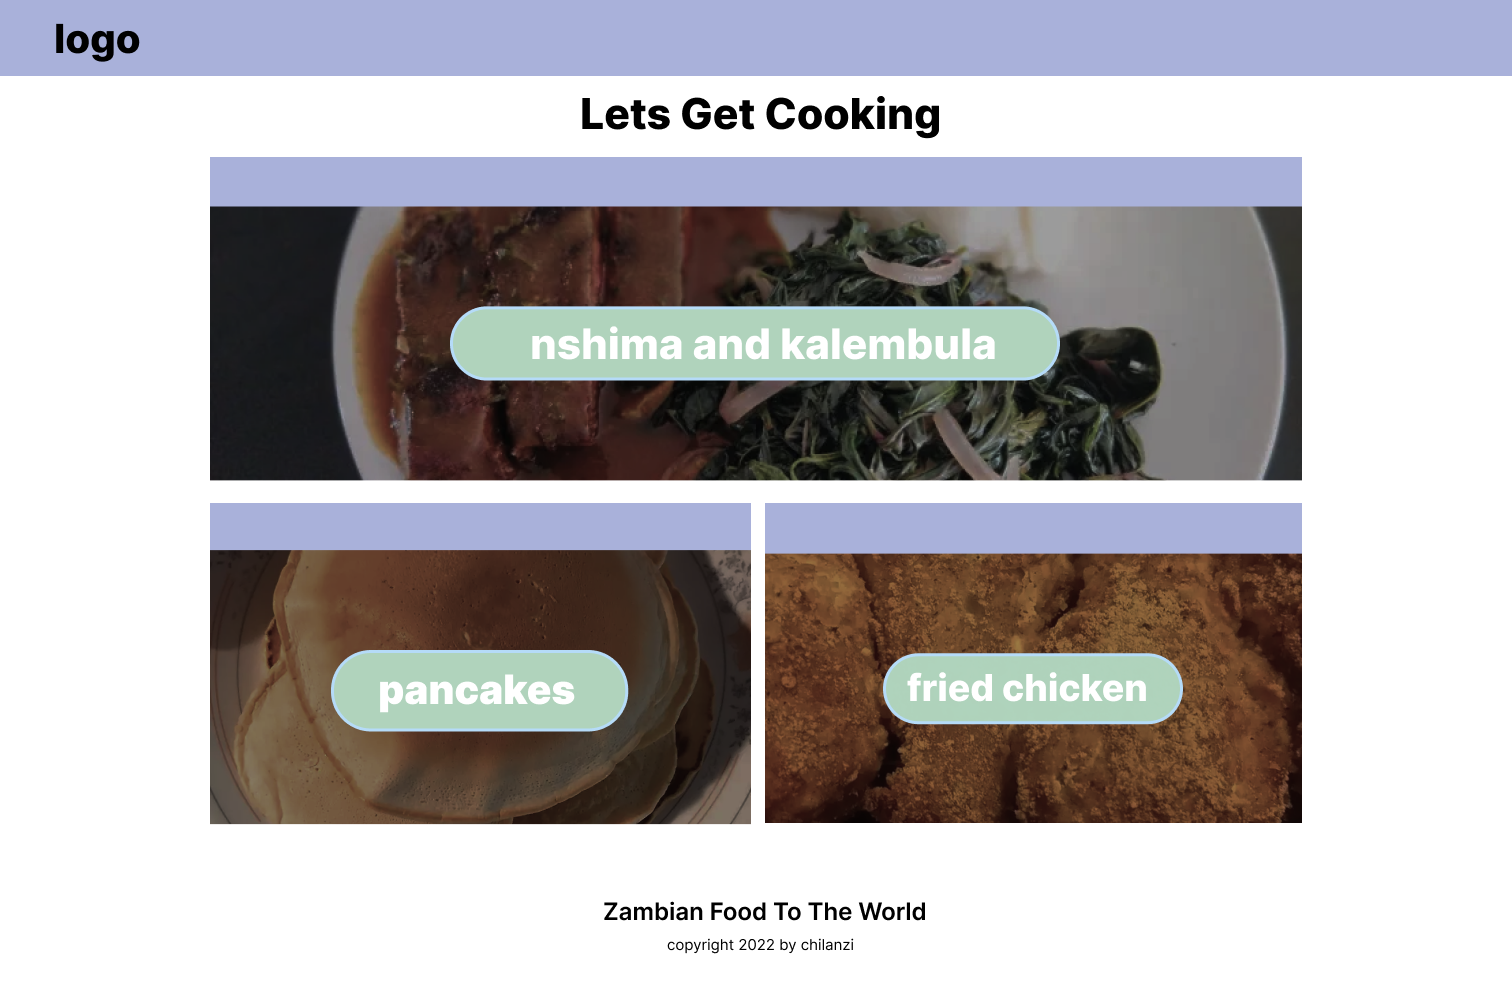 logo
Lets Get Cooking
nshima and kalembula
pancakes
fried chicken
Zambian Food To The World
copyright 2022 by chilanzi